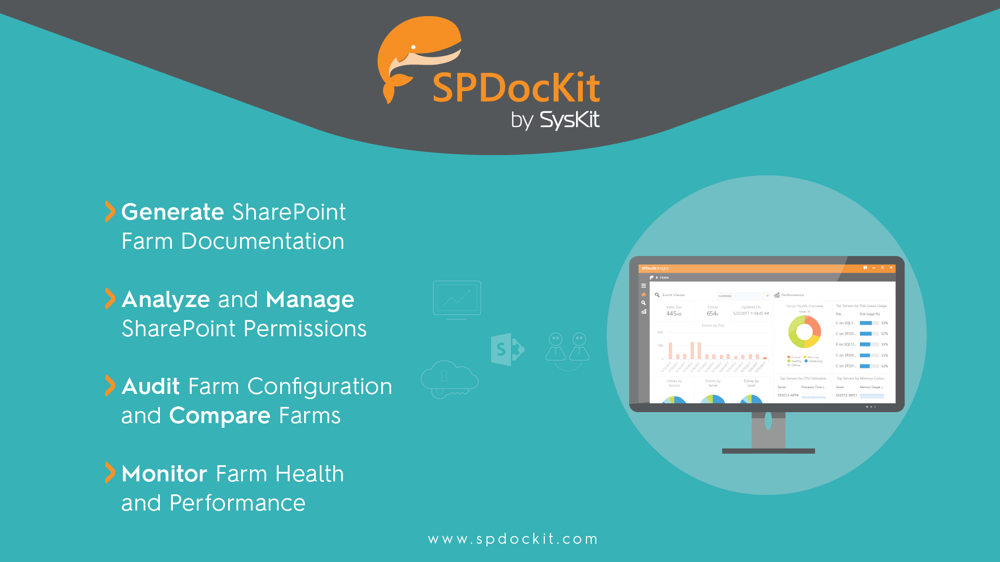 SPDocKit
by SysKit
Generate SharePoint
Farm Documentation
Analyze and Manage
SharePoint Permissions
Audit Farm Configuration
and Compare Farms
Monitor Farm Health
and Performance
SPDocKit Insights
Home
Event Viewer
Contoso
Performance
Index Size
445MB
Entries
654K
Updated On
5/25/2017 11:04:45 AM
Entries by Day
200k
100k
0
Entries by
Source
Entries by
Server
Entries by
Level
Server Health Overview
Total: 10
Critical
Warning
Healthy
Initializing
Offline
Top Servers by Disk Space Usage
Disk Disk Usage (%)
C: on SQL1... 63%
C: on SP201... 62%
E: on SQL12... 55%
C: on SP201... 53%
C: on SP201... 52%
Top Servers by CPU Utilization
Server Processor Time (...
SP2013-APP4
Top Servers by Memory Consu...
Server Memory Usage (...
SP2013-WFE1
S
www.spdockit.com